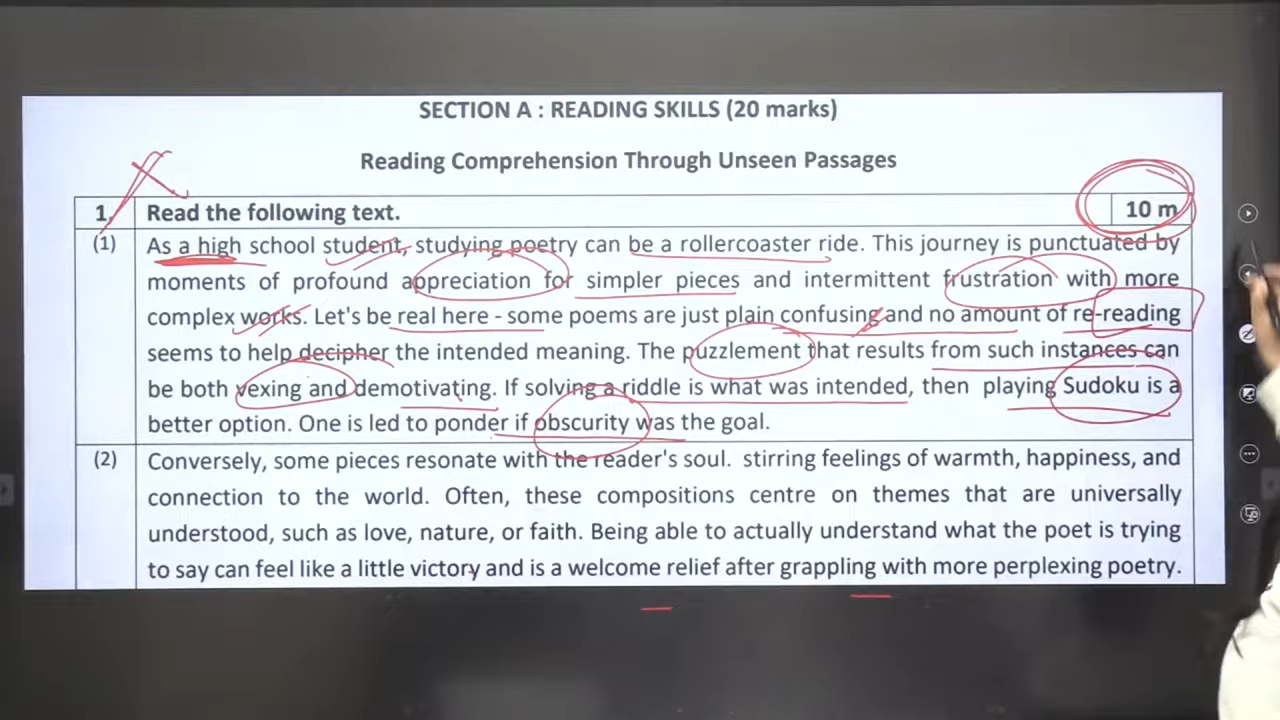 SECTION A : READING SKILLS (20 marks)
Reading Comprehension Through Unseen Passages
1. Read the following text. 10 m
(1) As a high school student, studying poetry can be a rollercoaster ride. This journey is punctuated by
moments of profound appreciation for simpler pieces and intermittent frustration with more
complex works. Let's be real here - some poems are just plain confusing and no amount of re-reading
seems to help decipher the intended meaning. The puzzlement that results from such instances can
be both vexing and demotivating. If solving a riddle is what was intended, then playing Sudoku is a
better option. One is led to ponder if obscurity was the goal.
(2) Conversely, some pieces resonate with the reader's soul. stirring feelings of warmth, happiness, and
connection to the world. Often, these compositions centre on themes that are universally
understood, such as love, nature, or faith. Being able to actually understand what the poet is trying
to say can feel like a little victory and is a welcome relief after grappling with more perplexing poetry.